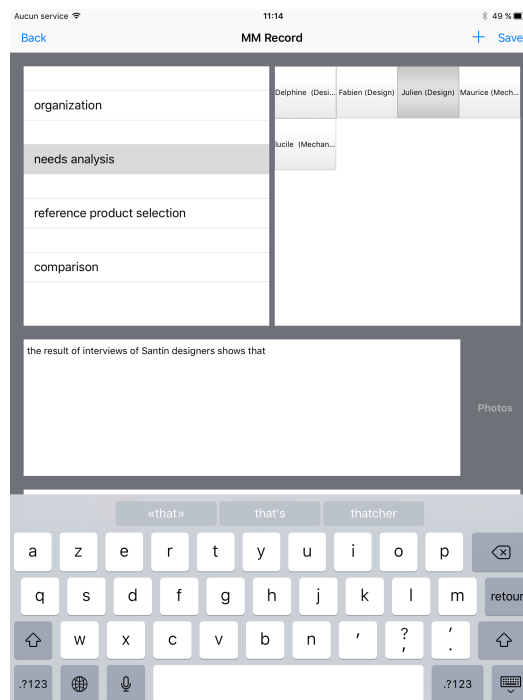 Aucun service 11:14 49 %
Back MM Record + Save
organization
needs analysis
reference product selection
comparison
Delphine (Desi... Fabien (Design) Julien (Design) Maurice (Mech...
lucile (Mechan...
the result of interviews of Santin designers shows that
Photos
«that» that's thatcher
a z e r t y u i o p
q s d f g h j k l m retour
w x c v b n ' ? , ' .
.?123 .?123